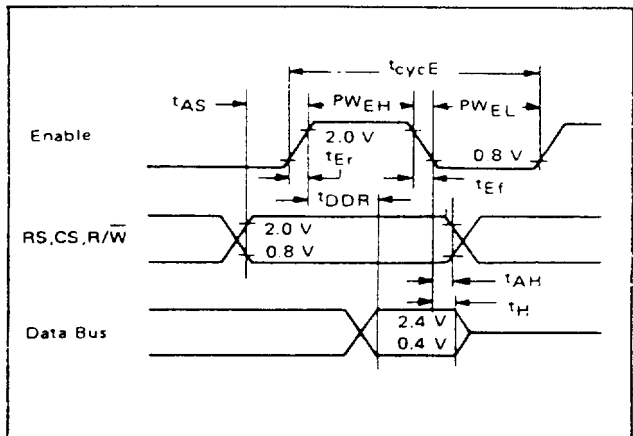 tcycE
tAS
PWEH
PWEL
Enable
2.0 V
0.8 V
tEr
tEf
tDDR
RS,CS,R/W̅
2.0 V
0.8 V
tAH
tH
Data Bus
2.4 V
0.4 V